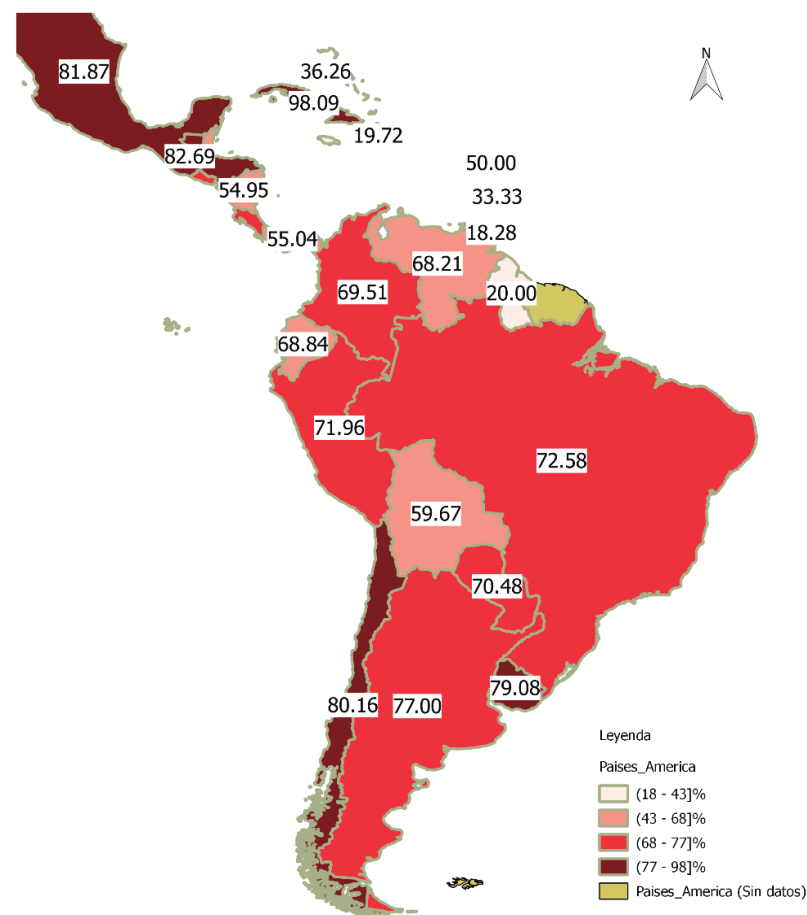 N
81.87
36.26
98.09
19.72
82.69
54.95
50.00
33.33
55.04
18.28
68.21
69.51
20.00
68.84
71.96
72.58
59.67
70.48
79.08
80.16
77.00
Leyenda
Paises_America
(18 - 43]%
(43 - 68]%
(68 - 77]%
(77 - 98]%
Paises_America (Sin datos)